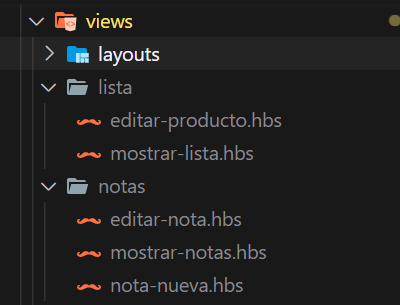 views
layouts
lista
editar-producto.hbs
mostrar-lista.hbs
notas
editar-nota.hbs
mostrar-notas.hbs
nota-nueva.hbs